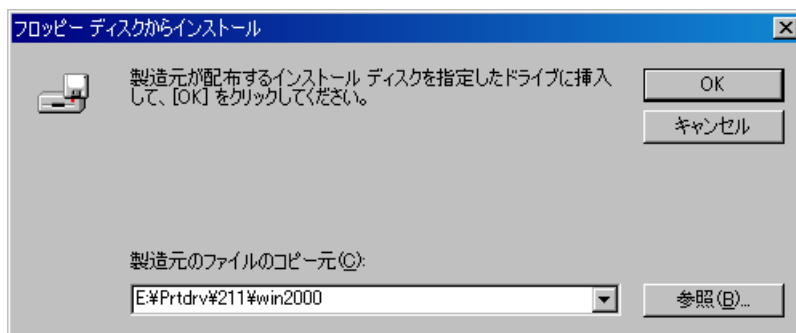 フロッピー ディスクからインストール
製造元が配布するインストール ディスクを指定したドライブに挿入
して、[OK] をクリックしてください。
OK
キャンセル
製造元のファイルのコピー元(C):
E:¥Prtdrv¥211¥win2000
参照(B)...